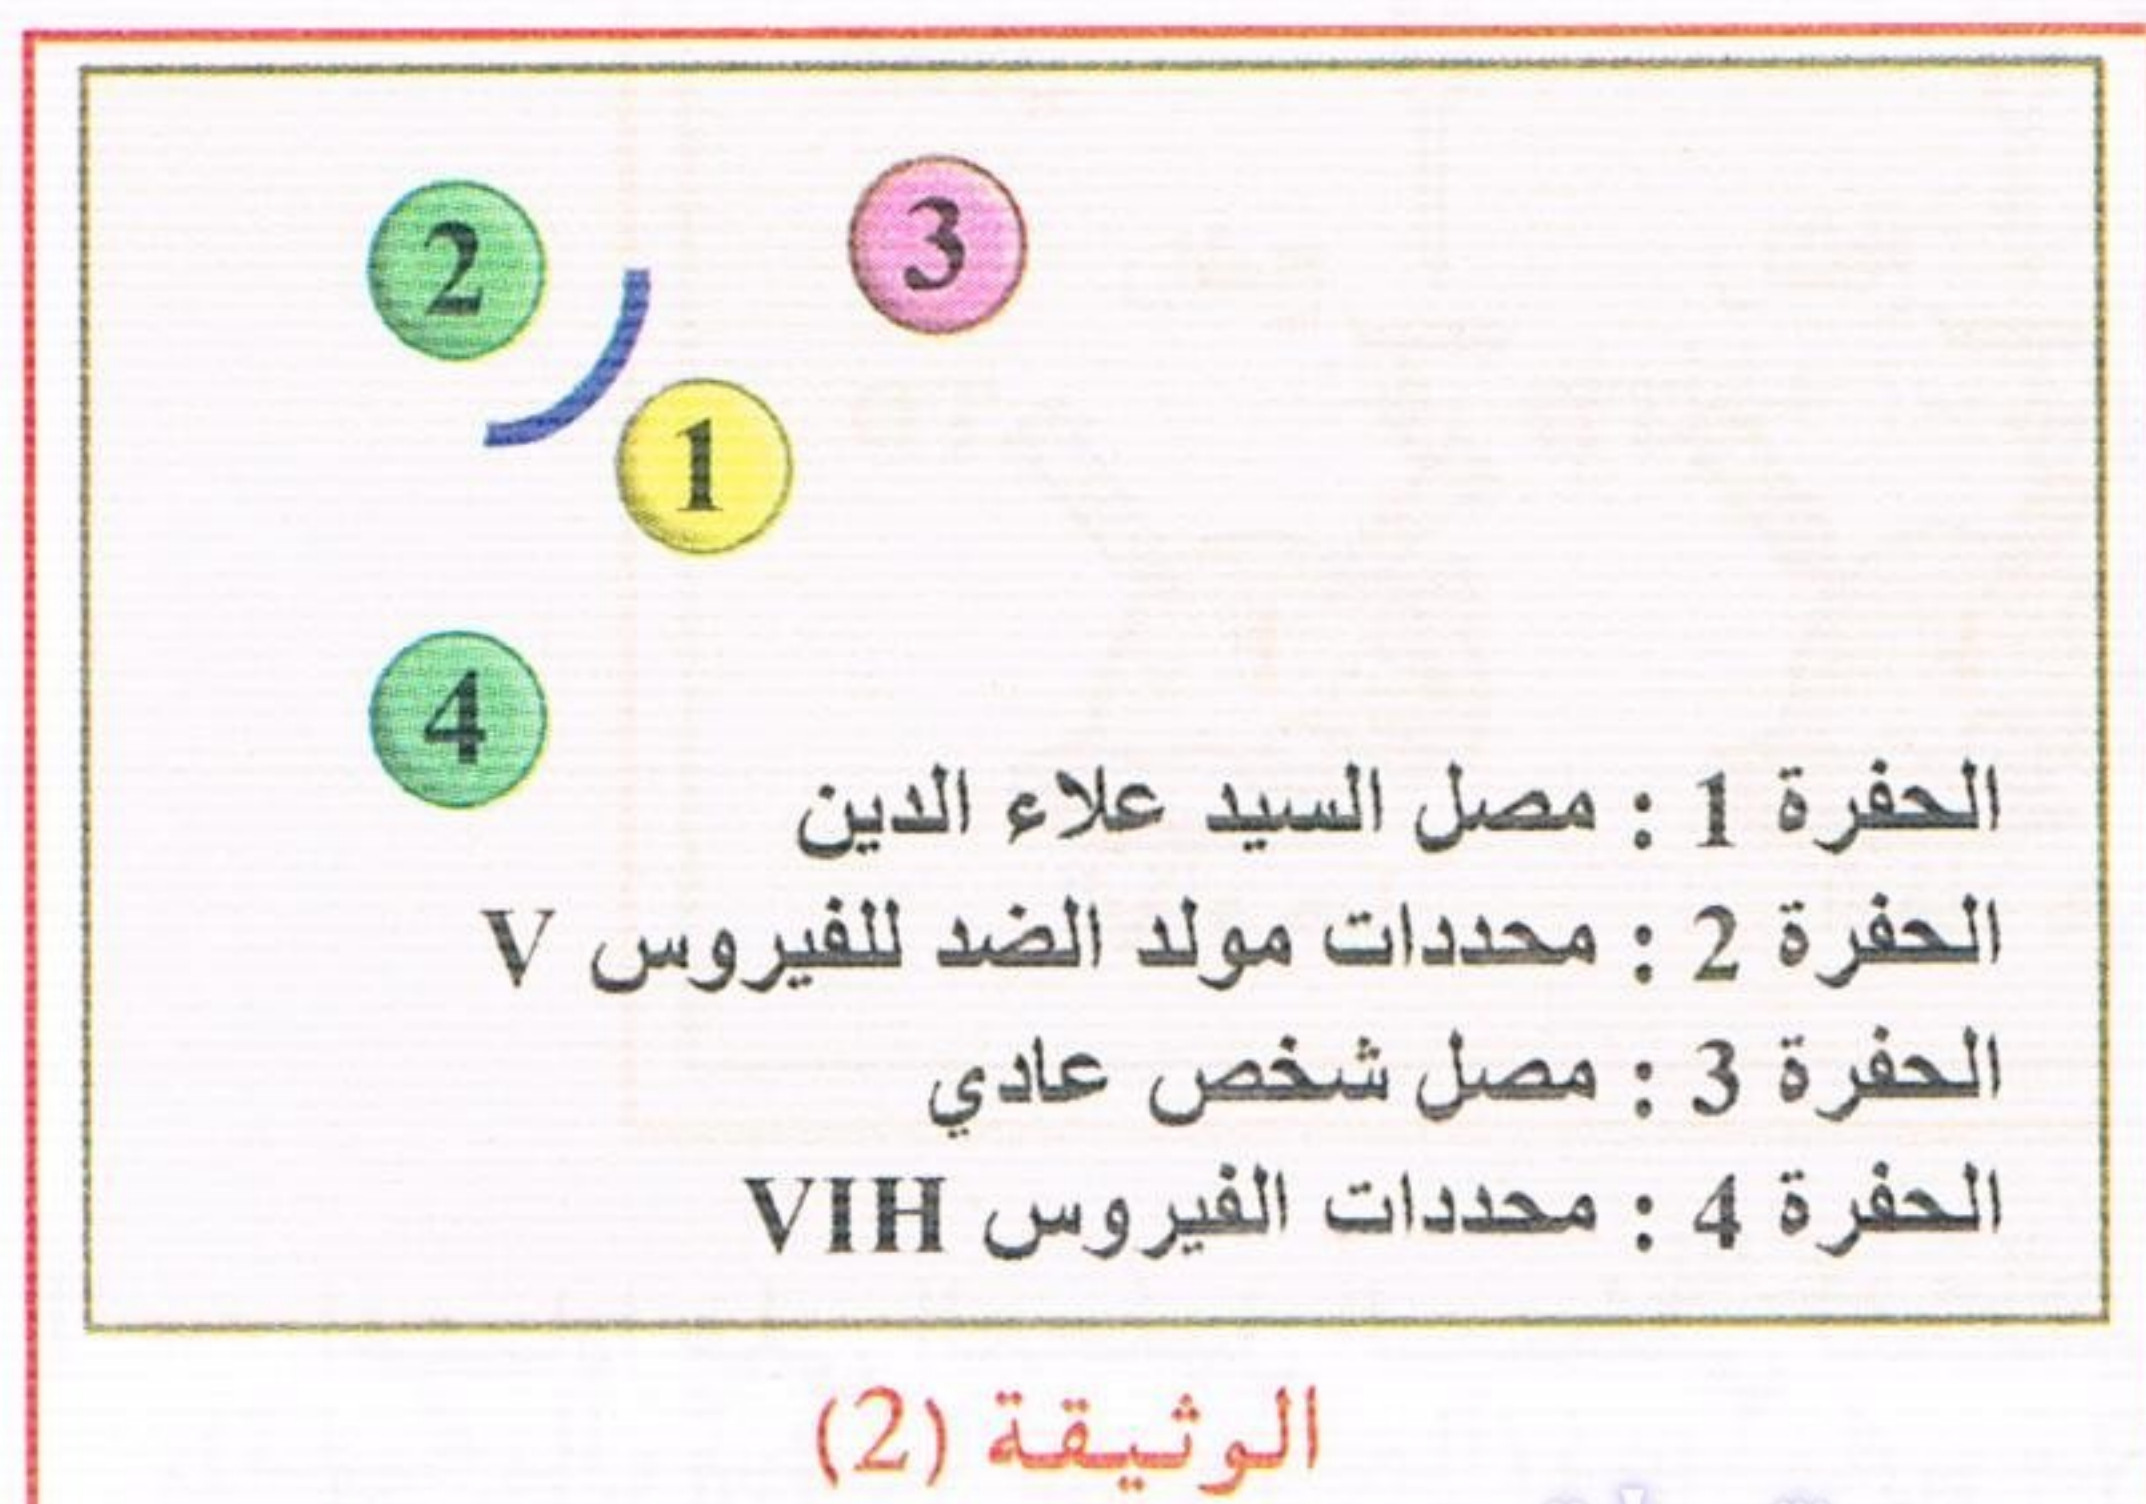 2
3
1
4
الحفرة 1 : مصل السيد علاء الدين
الحفرة 2 : محددات مولد الضد للفيروس V
الحفرة 3 : مصل شخص عادي
الحفرة 4 : محددات الفيروس VIH
الوثيقة (2)